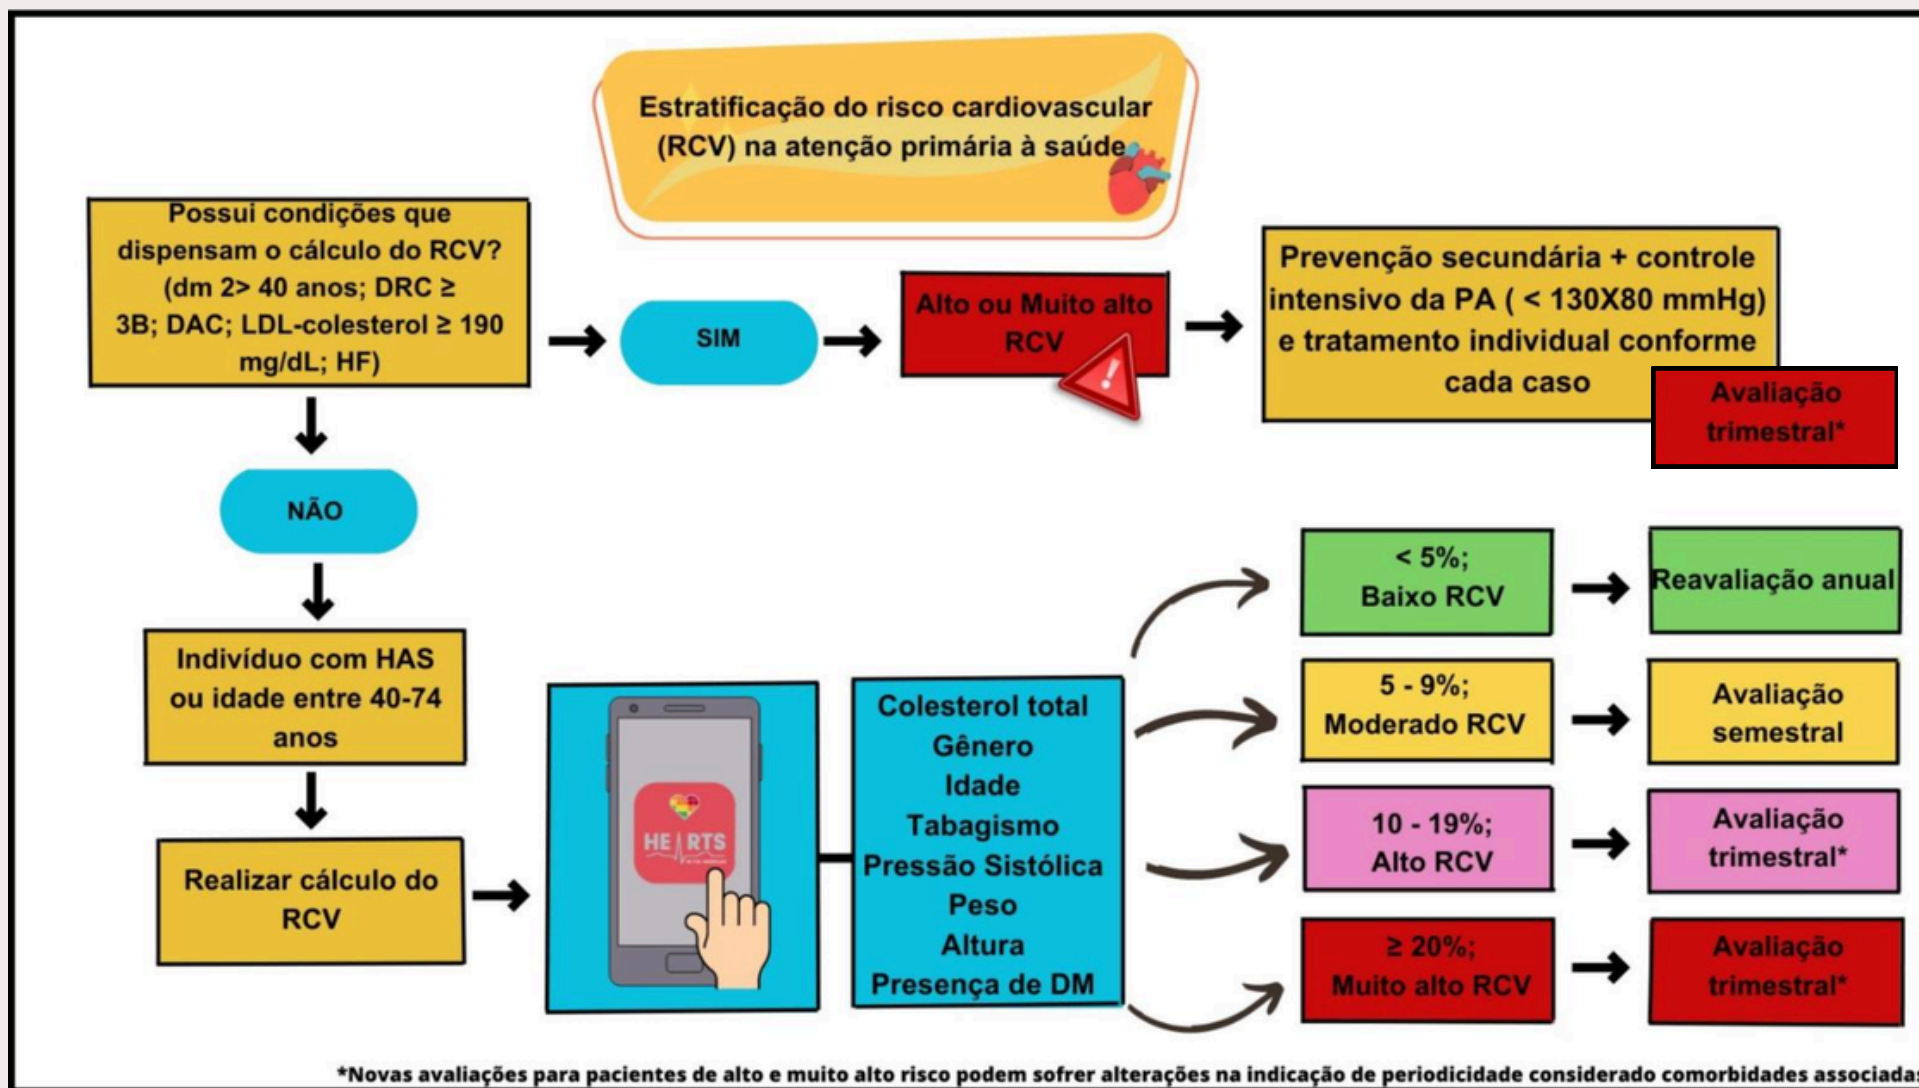 Estratificação do risco cardiovascular
(RCV) na atenção primária à saúde
Possui condições que
dispensam o cálculo do RCV?
(dm 2> 40 anos; DRC ≥
3B; DAC; LDL-colesterol ≥ 190
mg/dL; HF)
SIM
Alto ou Muito alto
RCV
!
Prevenção secundária + controle
intensivo da PA ( < 130X80 mmHg)
e tratamento individual conforme
cada caso
Avaliação
trimestral*
NÃO
Indivíduo com HAS
ou idade entre 40-74
anos
Realizar cálculo do
RCV
HEARTS
Colesterol total
Gênero
Idade
Tabagismo
Pressão Sistólica
Peso
Altura
Presença de DM
< 5%;
Baixo RCV
Reavaliação anual
5 - 9%;
Moderado RCV
Avaliação
semestral
10 - 19%;
Alto RCV
Avaliação
trimestral*
≥ 20%;
Muito alto RCV
Avaliação
trimestral*
*Novas avaliações para pacientes de alto e muito alto risco podem sofrer alterações na indicação de periodicidade considerado comorbidades associadas